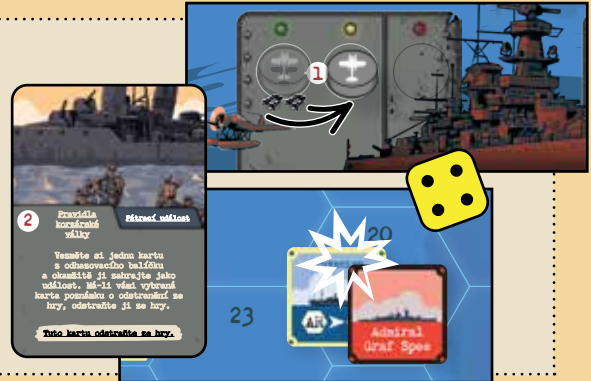 1
2
Pravidla
korzárské
války
Pátrací událost
Vezměte si jednu kartu
z odhazovacího balíčku
a okamžitě ji zahrajte jako
událost. Má-li vámi vybraná
karta poznámku o odstranění ze
hry, odstraňte ji ze hry.
Tuto kartu odstraňte ze hry.
20
23
AH
Admiral
Graf Spee